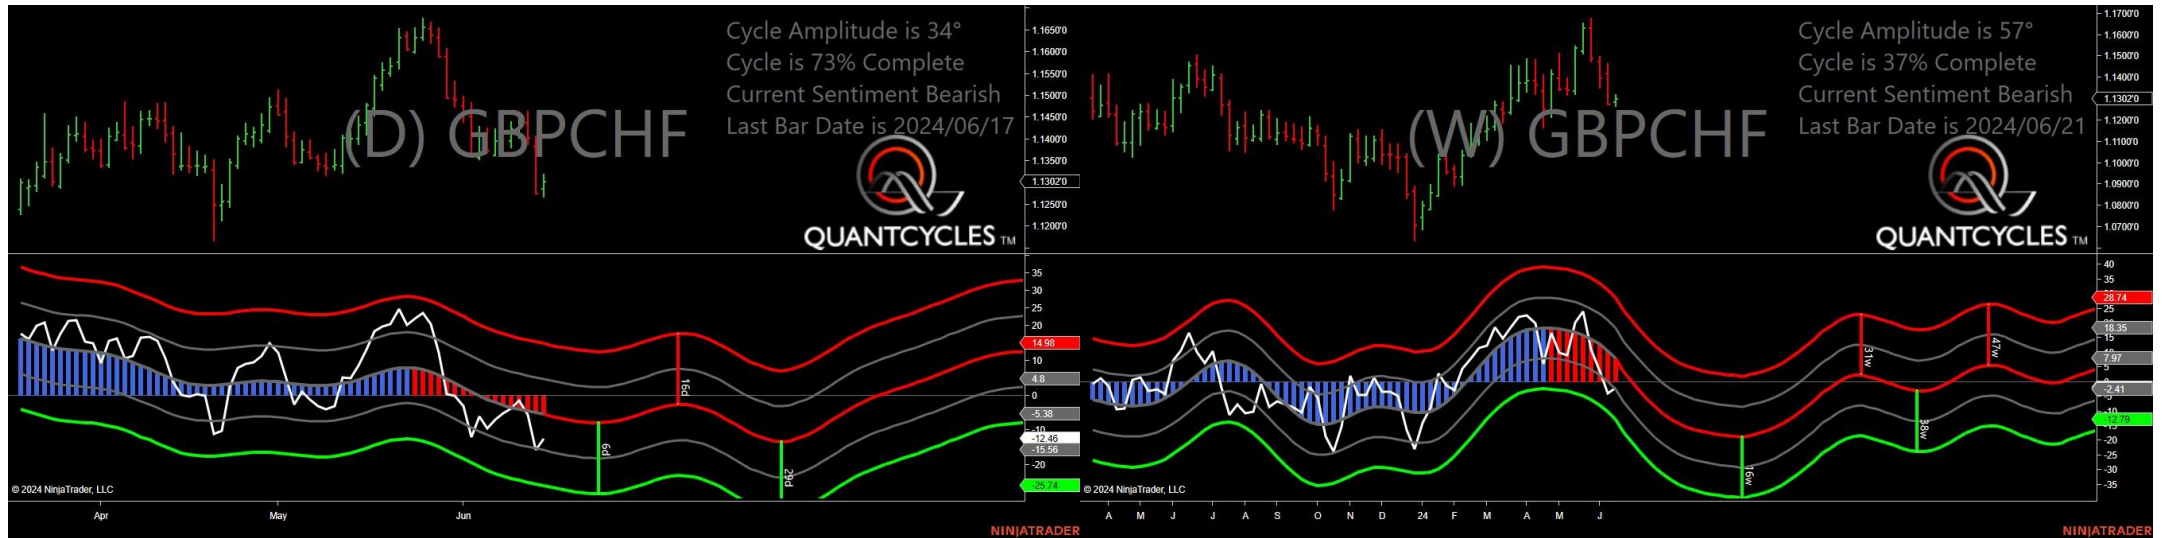 Cycle Amplitude is 34°
Cycle is 73% Complete
Current Sentiment Bearish
Last Bar Date is 2024/06/17
(D) GBPCHF
QUANTCYCLES TM
1.1650'0
1.1600'0
1.1550'0
1.1500'0
1.1450'0
1.1400'0
1.1350'0
1.1302'0
1.1250'0
1.1200'0
35
30
25
20
14.98
10
4.8
0
-5.38
-10
-12.46
-15.56
-20
-25.74
16d
6d
29d
© 2024 NinjaTrader, LLC
Apr May Jun
NINJATRADER
Cycle Amplitude is 57°
Cycle is 37% Complete
Current Sentiment Bearish
Last Bar Date is 2024/06/21
(W) GBPCHF
QUANTCYCLES TM
1.1700'0
1.1600'0
1.1500'0
1.1400'0
1.1302'0
1.1200'0
1.1100'0
1.1000'0
1.0900'0
1.0800'0
1.0700'0
40
35
28.74
25
18.35
15
7.97
5
-2.41
-5
-10
-12.79
-15
-20
-25
-30
-35
31w
47w
38w
16w
© 2024 NinjaTrader, LLC
A M J J A S O N D 24 F M A M J
NINJATRADER